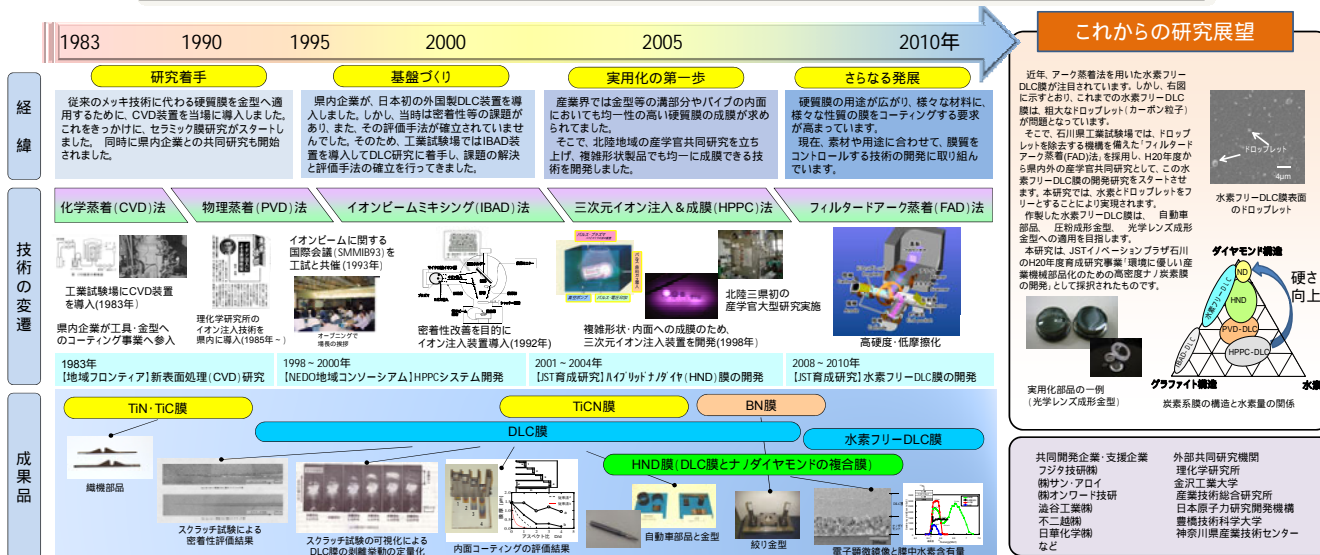 1983
1990
1995
2000
2005
2010年
経緯
研究着手
従来のメッキ技術に代わる硬質膜を金型へ適
用するために、CVD装置を当場に導入しました。
これをきっかけに、セラミック膜研究がスタートし
ました。 同時に県内企業との共同研究も開始
されました。
基盤づくり
県内企業が、日本初の外国製DLC装置を導
入しました。しかし、当時は密着性等の課題が
あり、また、その評価手法が確立されていませ
んでした。そのため、工業試験場ではIBAD装
置を導入してDLC研究に着手し、課題の解決
と評価手法の確立を行ってきました。
実用化の第一歩
産業界では金型等の溝部分やパイプの内面
においても均一性の高い硬質膜の成膜が求め
られてました。
そこで、北陸地域の産学官共同研究を立ち
上げ、複雑形状製品でも均一に成膜できる技
術を開発しました。
さらなる発展
硬質膜の用途が広がり、様々な材料に、
様々な性質の膜をコーティングする要求
が高まっています。
現在、素材や用途に合わせて、膜質を
コントロールする技術の開発に取り組ん
でいます。
技術の変遷
化学蒸着(CVD)法
物理蒸着(PVD)法
イオンビームミキシング(IBAD)法
三次元イオン注入&成膜(HPPC)法
フィルタードアーク蒸着(FAD)法
工業試験場にCVD装置
を導入(1983年)
県内企業が工具・金型へ
のコーティング事業へ参入
理化学研究所の
イオン注入技術を
県内に導入(1985年~)
イオンビームに関する
国際会議(SMMIB93)を
工試と共催(1993年)
オープニングで
場長の挨拶
密着性改善を目的に
イオン注入装置導入(1992年)
北陸三県初の
産学官大型研究実施
複雑形状・内面への成膜のため、
三次元イオン注入装置を開発(1998年)
高硬度・低摩擦化
1983年
【地域フロンティア】新表面処理(CVD)研究
1998~2000年
【NEDO地域コンソーシアム】HPPCシステム開発
2001~2004年
【JST育成研究】ハイブリッドナノダイヤ(HND)膜の開発
2008~2010年
【JST育成研究】水素フリーDLC膜の開発
成果品
TiN・TiC膜
TiCN膜
BN膜
DLC膜
水素フリーDLC膜
HND膜(DLC膜とナノダイヤモンドの複合膜)
織機部品
スクラッチ試験による
密着性評価結果
スクラッチ試験の可視化による
DLC膜の剥離挙動の定量化
アスペクト比
内面コーティングの評価結果
自動車部品と金型
絞り金型
電子顕微鏡像と膜中水素含有量
これからの研究展望
近年、アーク蒸着法を用いた水素フリー
DLC膜が注目されています。しかし、右図
に示すとおり、これまでの水素フリーDLC
膜は、粗大なドロップレット(カーボン粒子)
が問題となっています。
そこで、石川県工業試験場では、ドロップ
レットを除去する機構を備えた「フィルタード
アーク蒸着(FAD)法」を採用し、H20年度か
ら県内外の産学官共同研究として、この水
素フリーDLC膜の開発研究をスタートさせ
ます。本研究では、水素とドロップレットをフ
リーとすることにより実現されます。
作製した水素フリーDLC膜は、 自動車
部品、 圧粉成形金型、 光学レンズ成形
金型への適用を目指します。
本研究は、JSTイノベーションプラザ石川
のH20年度育成研究事業「環境に優しい産
業機械部品化のための高密度ナノ炭素膜
の開発」として採択されたものです。
ドロップレット
4μm
水素フリーDLC膜表面
のドロップレット
ダイヤモンド構造
ND
HND
水素フリーDLC
PVD-DLC
HPPC-DLC
IBAD-DLC
硬さ
向上
グラファイト構造
水素
炭素系膜の構造と水素量の関係
実用化部品の一例
(光学レンズ成形金型)
共同開発企業・支援企業
フジタ技研㈱
㈱サン・アロイ
㈱オンワード技研
澁谷工業㈱
不二越㈱
日華化学㈱
など
外部共同研究機関
理化学研究所
金沢工業大学
産業技術総合研究所
日本原子力研究開発機構
豊橋技術科学大学
神奈川県産業技術センター